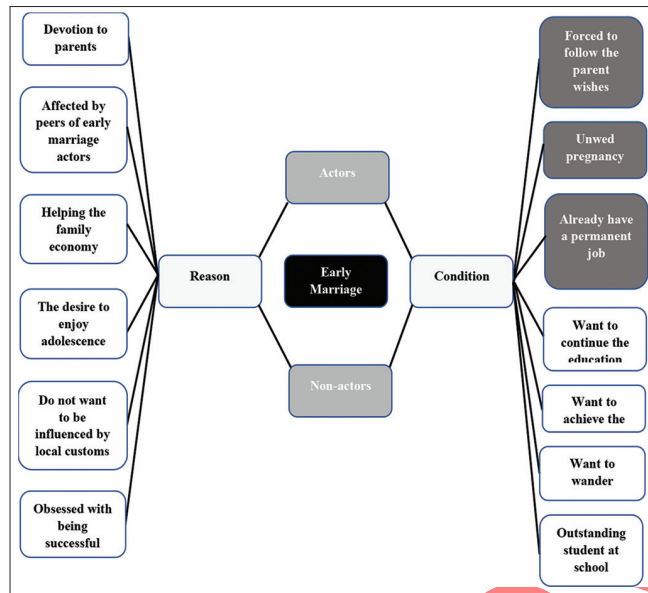 Devotion to
parents
Affected by
peers of early
marriage
actors
Helping the
family
economy
The desire to
enjoy
adolescence
Do not want
to be
influenced by
local customs
Obsessed with
being
successful
Reason
Actors
Early
Marriage
Non-actors
Condition
Forced to
follow the
parent
wishes
Unwed
pregnancy
Already have
a permanent
job
Want to
continue the
education
Want to
achieve the
Want to
wander
Outstanding
student at
school